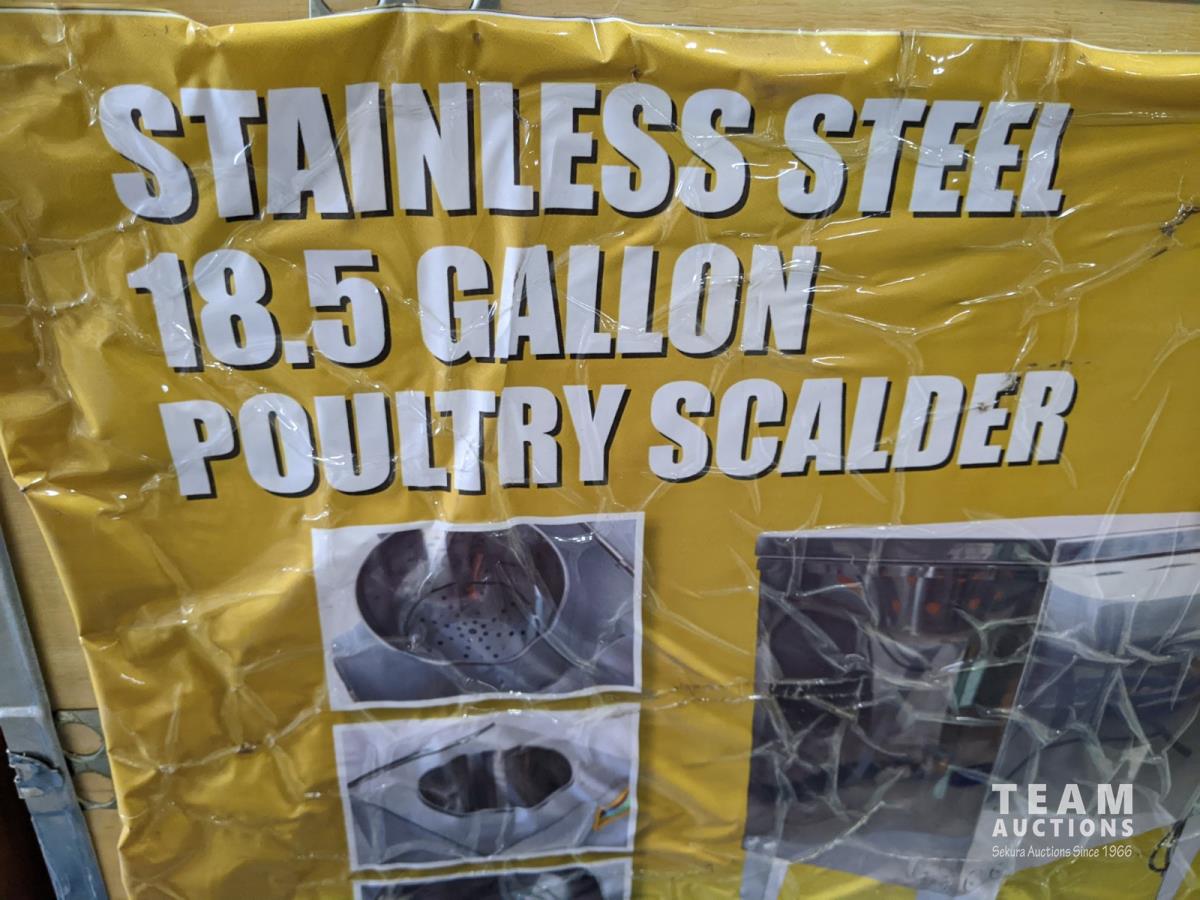 STAINLESS STEEL
18.5 GALLON
POULTRY SCALDER
TEAM
AUCTIONS
Sekura Auctions Since 1966